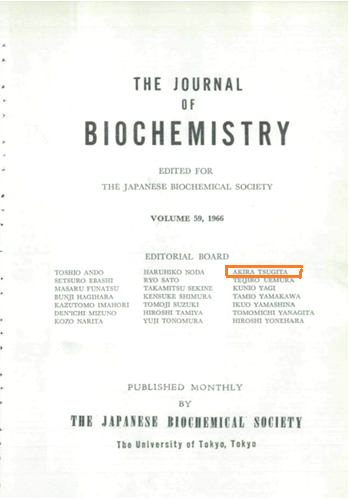 THE JOURNAL
OF
BIOCHEMISTRY
EDITED FOR
THE JAPANESE BIOCHEMICAL SOCIETY
VOLUME 59, 1966
EDITORIAL BOARD
TOSHIO ANDO HARUHIKO NODA AKIRA TSUGITA
SETSURO EBASHI RYO SATO TEIJIRO UEMURA
MASARU FUNATSU TAKAMITSU SEKINE KUNIO YAGI
BUNJI HAGIHARA KENSUKE SHIMURA TAMIO YAMAKAWA
KAZUTOMO IMAHORI TOMOJI SUZUKI IKUO YAMASHINA
DEN'ICHI MIZUNO HIROSHI TAMIYA TOMOMICHI YANAGITA
KOZO NARITA YUJI TONOMURA HIROSHI YONEHARA
PUBLISHED MONTHLY
BY
THE JAPANESE BIOCHEMICAL SOCIETY
The University of Tokyo, Tokyo